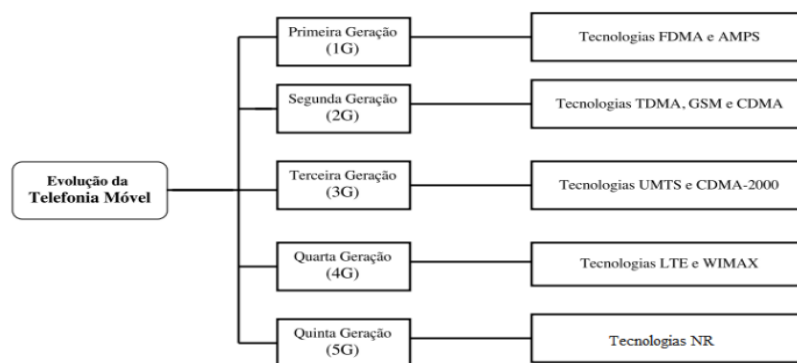 Primeira Geração
(1G)
Tecnologias FDMA e AMPS
Segunda Geração
(2G)
Tecnologias TDMA, GSM e CDMA
Evolução da
Telefonia Móvel
Terceira Geração
(3G)
Tecnologias UMTS e CDMA-2000
Quarta Geração
(4G)
Tecnologias LTE e WIMAX
Quinta Geração
(5G)
Tecnologias NR